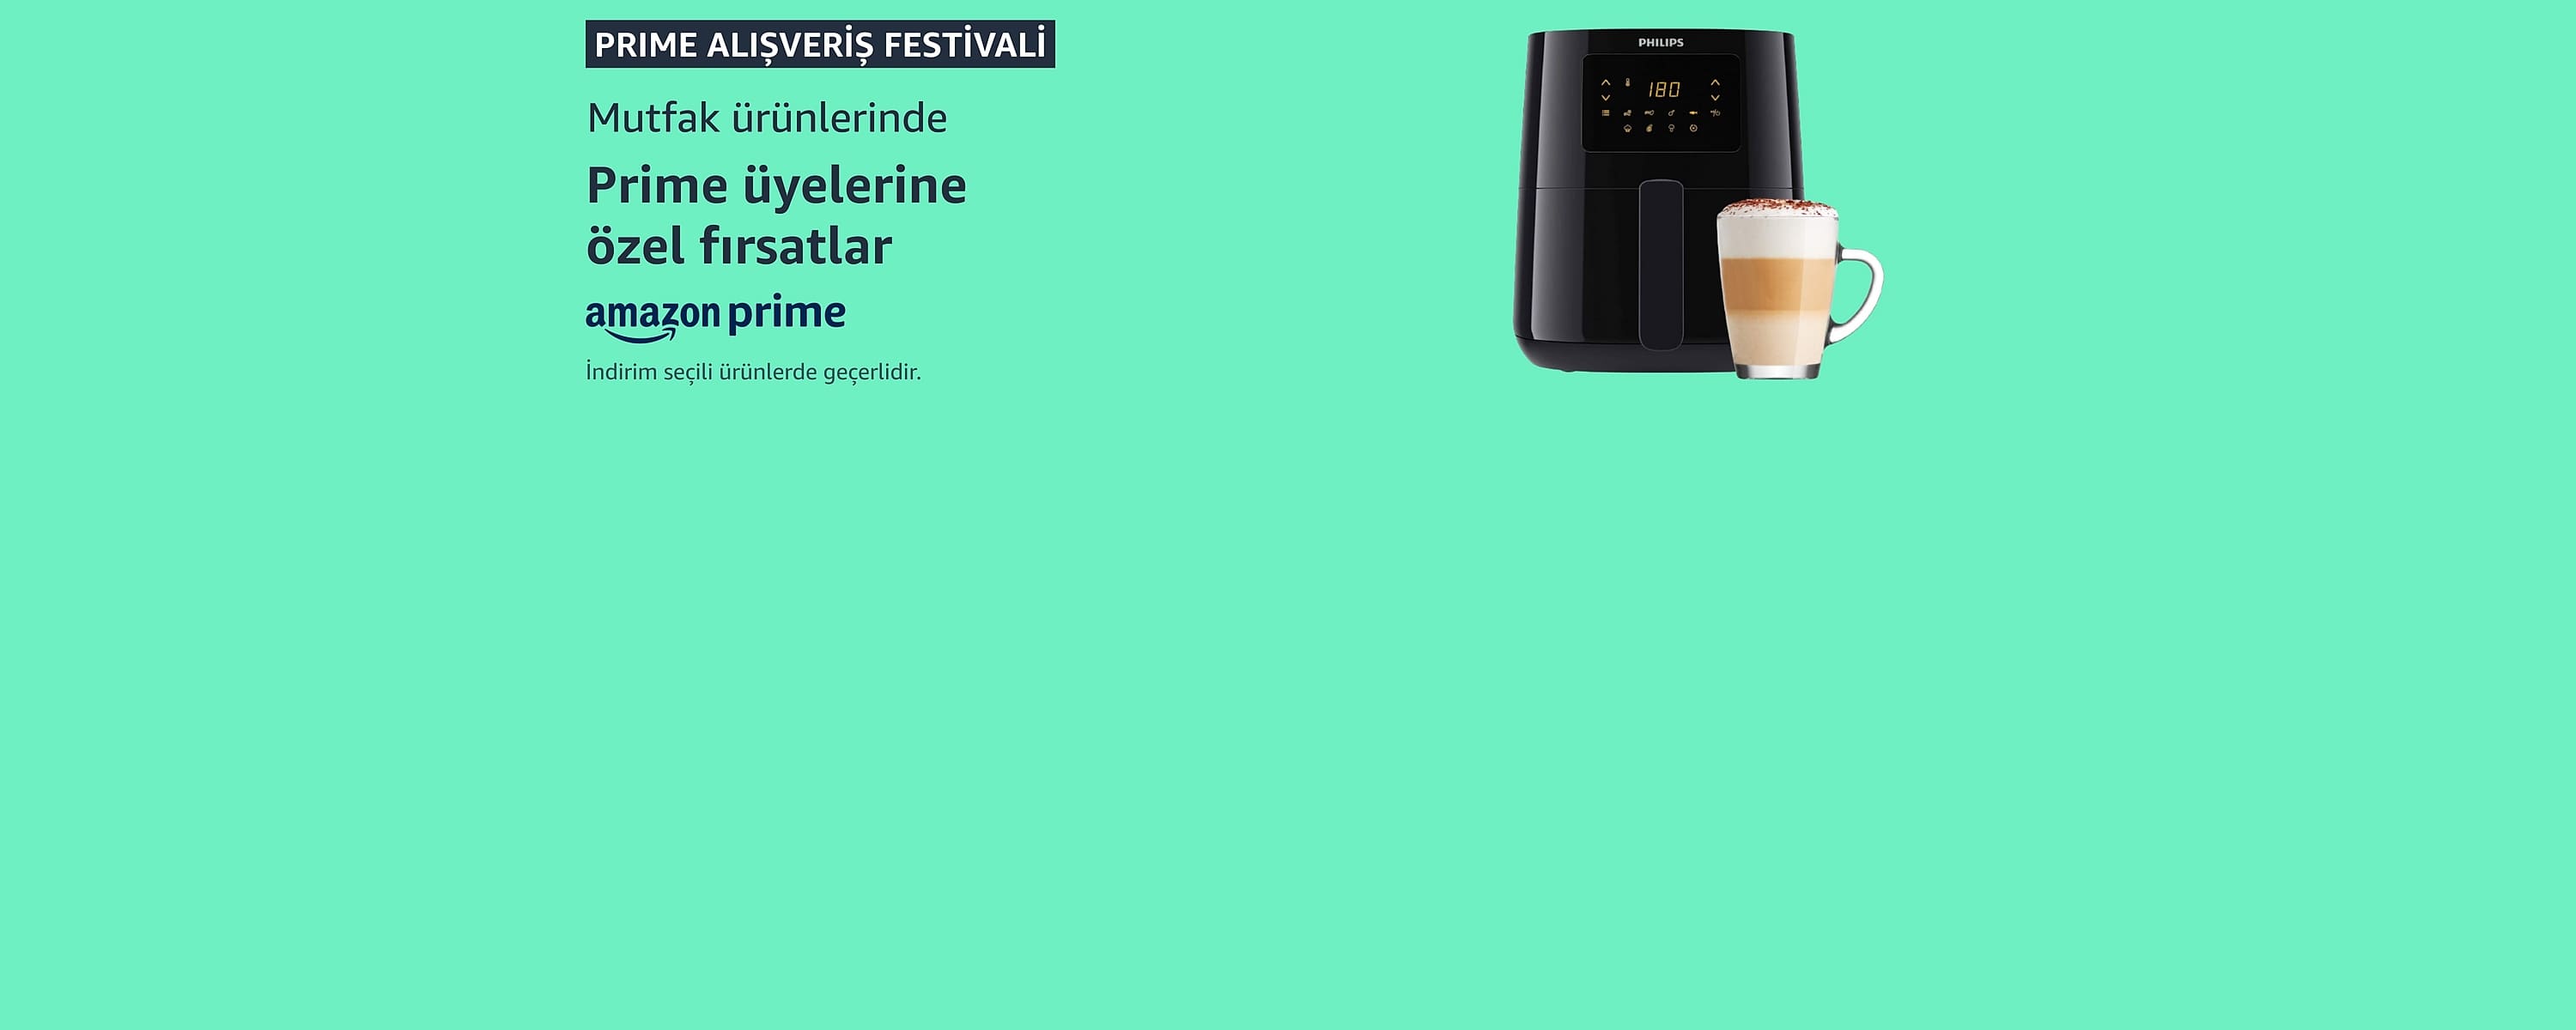 PRIME ALIŞVERİŞ FESTİVALİ
Mutfak ürünlerinde
Prime üyelerine
özel fırsatlar
amazon prime
İndirim seçili ürünlerde geçerlidir.
PHILIPS
180